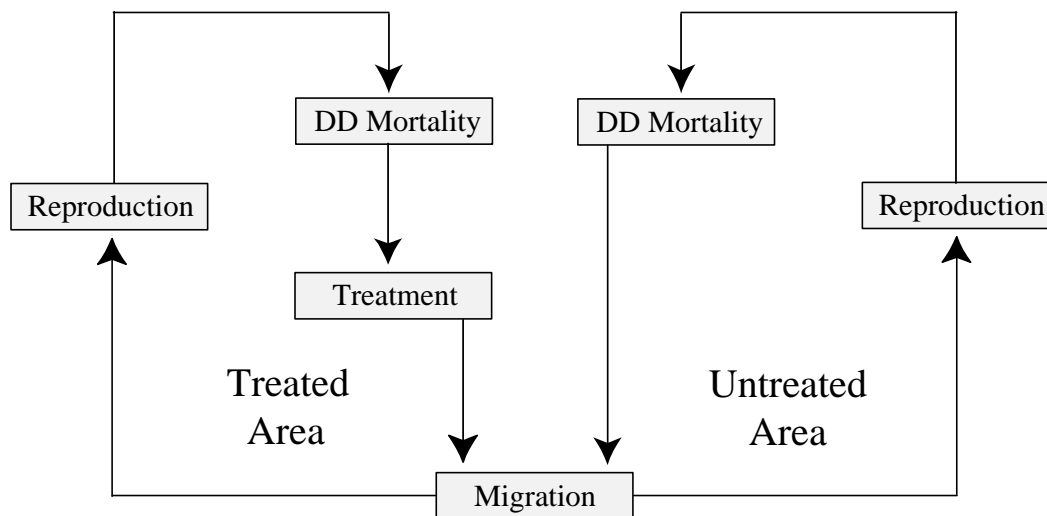 DD Mortality
DD Mortality
Reproduction
Reproduction
Treatment
Treated
Area
Untreated
Area
Migration